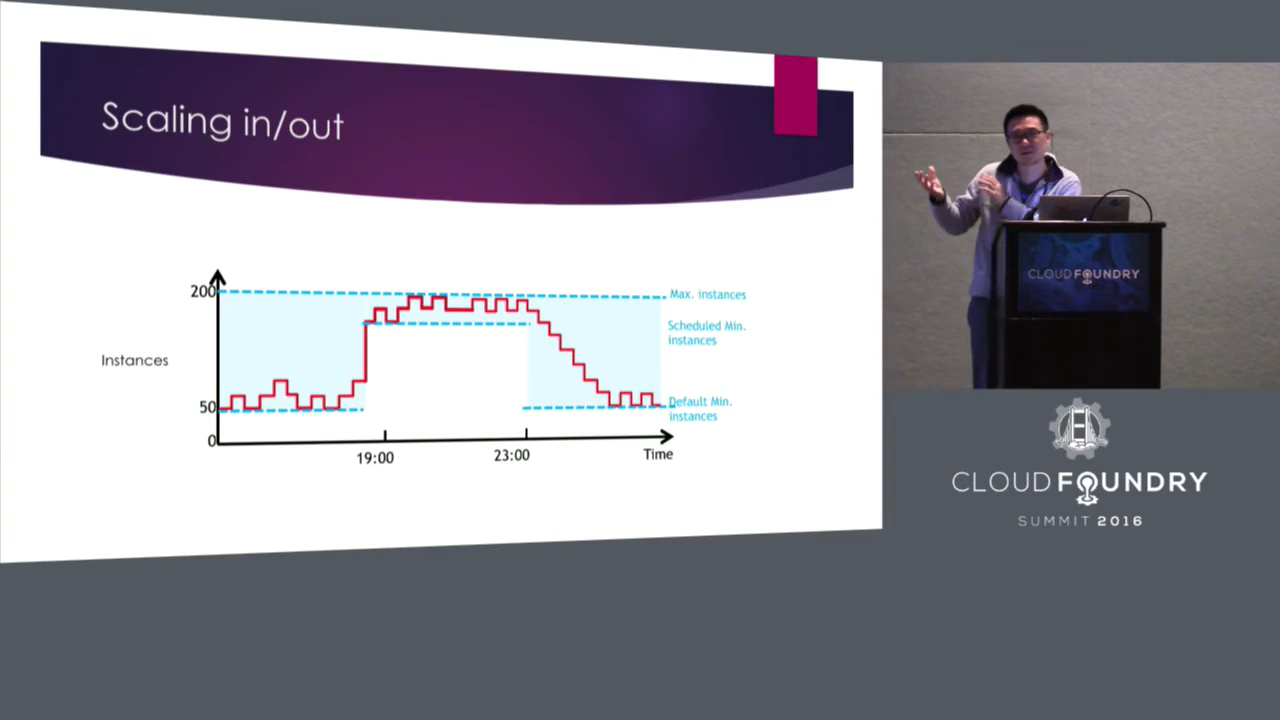 Scaling in/out
200
Max. instances
Scheduled Min.
instances
Instances
Default Min.
instances
50
0
19:00
23:00
Time
CLOUD FOUNDRY
CLOUD FOUNDRY
SUMMIT 2016